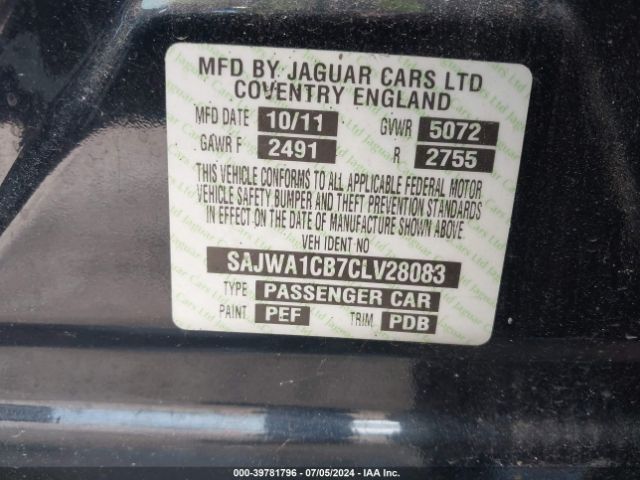 MFD BY JAGUAR CARS LTD
COVENTRY ENGLAND
MFD DATE 10/11 GVWR 5072
GAWR F 2491 R 2755
THIS VEHICLE CONFORMS TO ALL APPLICABLE FEDERAL MOTOR
VEHICLE SAFETY BUMPER AND THEFT PREVENTION STANDARDS
IN EFFECT ON THE DATE OF MANUFACTURE SHOWN ABOVE
VEH IDENT NO
SAJWA1CB7CLV28083
TYPE PASSENGER CAR
PAINT PEF TRIM PDB
000-39781796 - 07/05/2024 - IAA Inc.